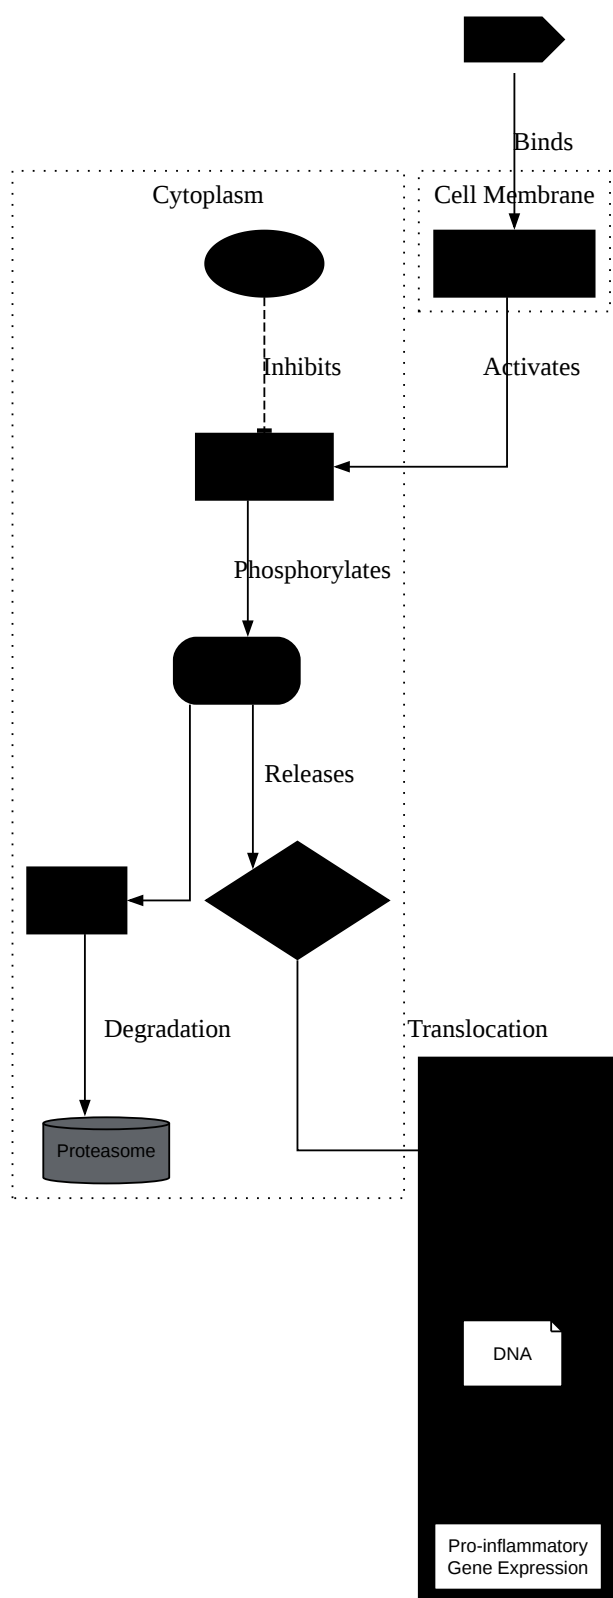 Binds
Cytoplasm
Cell Membrane
Inhibits
Activates
Phosphorylates
Releases
Degradation
Translocation
Proteasome
DNA
Pro-inflammatory
Gene Expression